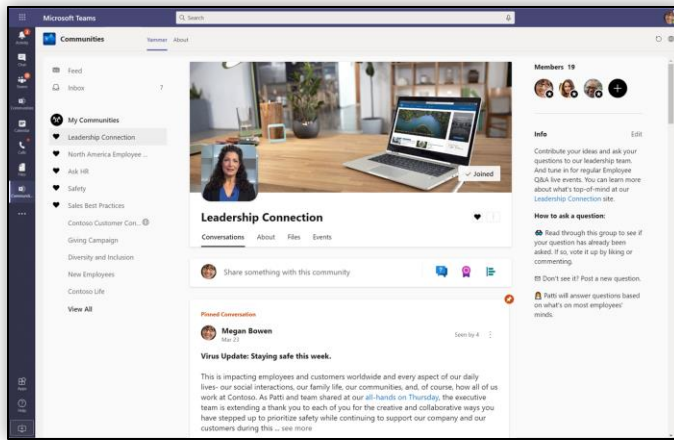 Microsoft Teams
Search
Communities
Yammer
About
Activity
Chat
Teams
Calendar
Calls
Files
Communit...
Apps
Help
Feed
Inbox
7
My Communities
Leadership Connection
North America Employee ...
Ask HR
Safety
Sales Best Practices
Contoso Customer Con...
Giving Campaign
Diversity and Inclusion
New Employees
Contoso Life
View All
Joined
Leadership Connection
Conversations
About
Files
Events
Share something with this community
Pinned Conversation
Megan Bowen
Mar 23
Seen by 4
Virus Update: Staying safe this week.
This is impacting employees and customers worldwide and every aspect of our daily
lives- our social interactions, our family life, our communities, and, of course, how all of us
work at Contoso. As Patti and team shared at our all-hands on Thursday, the executive
team is extending a thank you to each of you for the creative and collaborative ways you
have stepped up to prioritize safety while continuing to support our company and our
customers during this ... see more
Members 19
Info
Edit
Contribute your ideas and ask your
questions to our leadership team.
And tune in for regular Employee
Q&A live events. You can learn more
about what's top-of-mind at our
Leadership Connection site.
How to ask a question:
Read through this group to see if
your question has already been
asked. If so, vote it up by liking or
commenting.
Don't see it? Post a new question.
Patti will answer questions based
on what's on most employees'
minds.